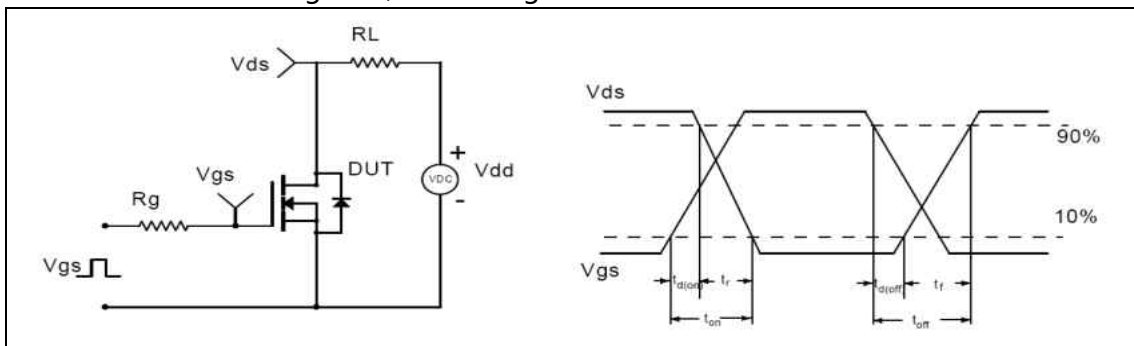 RL
Vds
Vgs
DUT
Rg
VDC
+
-
Vdd
Vgs
Vds
90%
10%
Vgs
td(on)
tr
td(off
tf
ton
toff